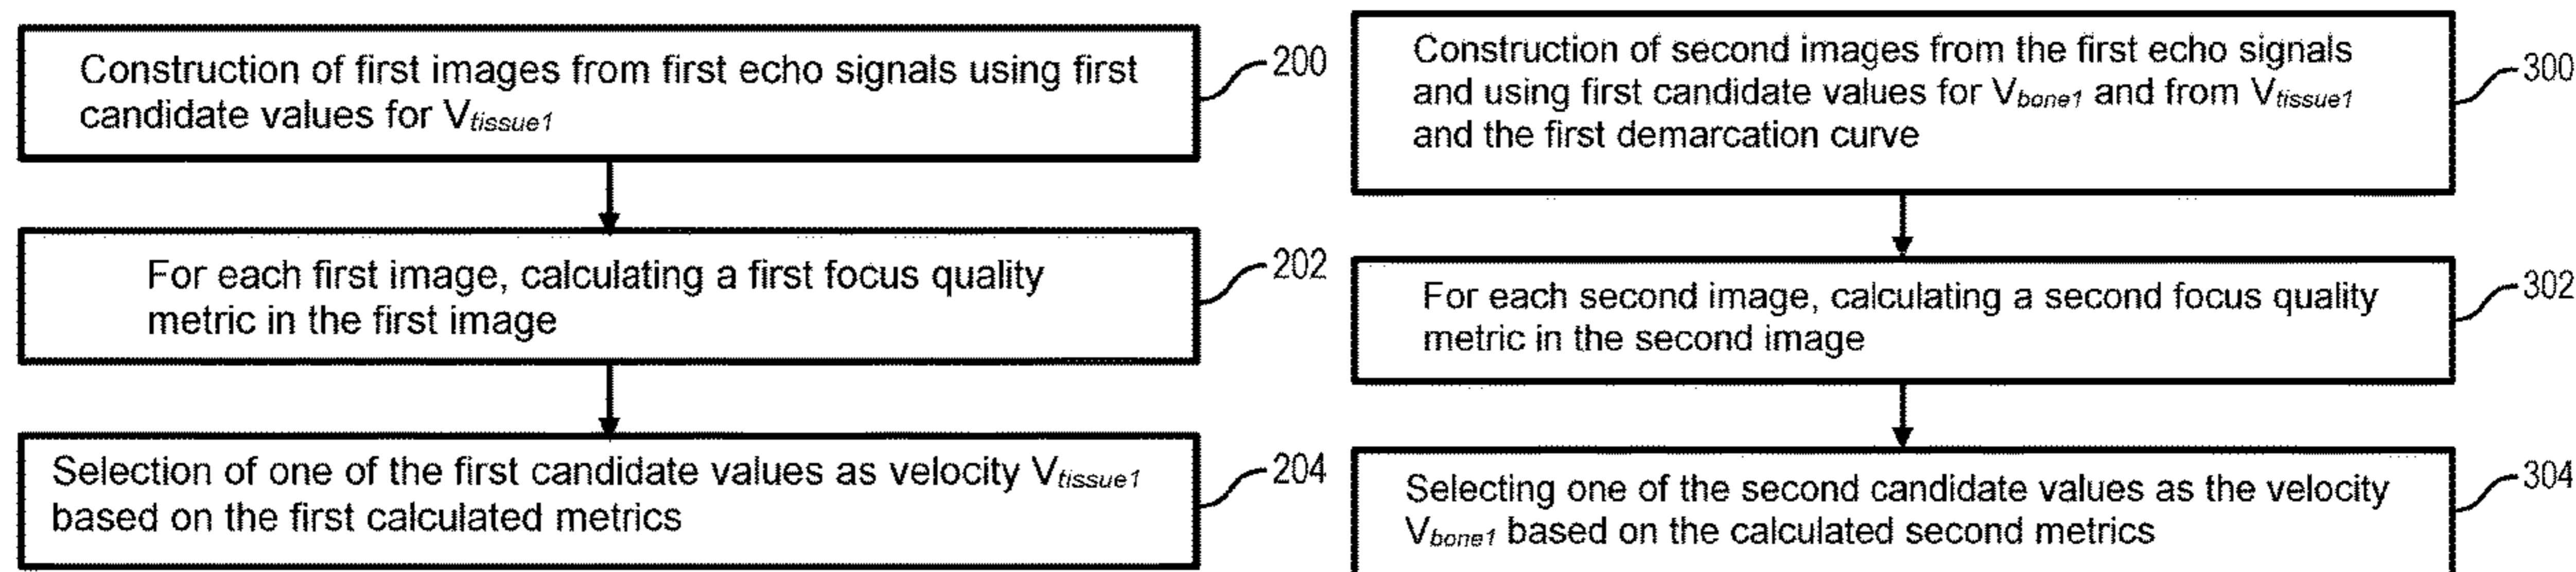 Construction of first images from first echo signals using first
candidate values for Vtissue1
200
For each first image, calculating a first focus quality
metric in the first image
202
Selection of one of the first candidate values as velocity Vtissue1
based on the first calculated metrics
204
Construction of second images from the first echo signals
and using first candidate values for Vbone1 and from Vtissue1
and the first demarcation curve
300
For each second image, calculating a second focus quality
metric in the second image
302
Selecting one of the second candidate values as the velocity
Vbone1 based on the calculated second metrics
304